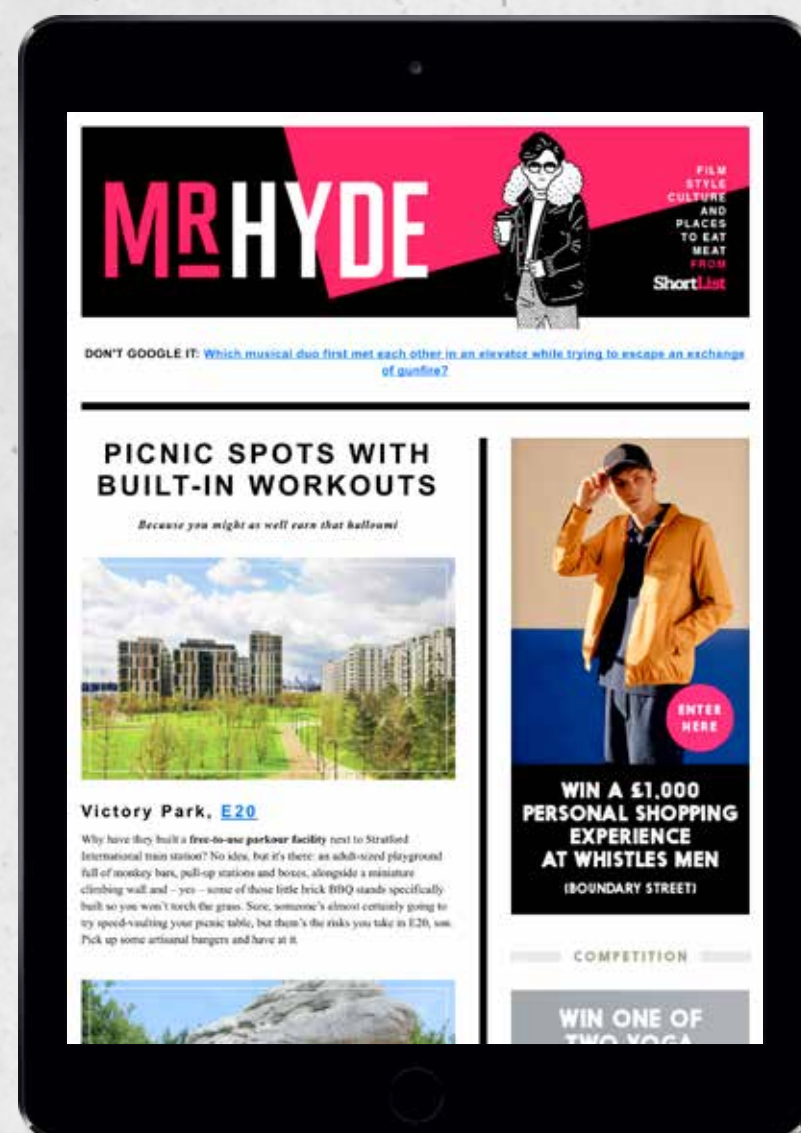 MR HYDE
FILM
STYLE
CULTURE
AND
PLACES
TO EAT
MEAT
FROM
ShortList
DON'T GOOGLE IT: Which musical duo first met each other in an elevator while trying to escape an exchange
of gunfire?
PICNIC SPOTS WITH
BUILT-IN WORKOUTS
Because you might as well earn that halloumi
Victory Park, E20
Why have they built a free-to-use parkour facility next to Stratford
International train station? No idea, but it's there: an adult-sized playground
full of monkey bars, pull-up stations and boxes, alongside a miniature
climbing wall and – yes – some of those little brick BBQ stands specifically
built so you won't torch the grass. Sure, someone's almost certainly going to
try speed-vaulting your picnic table, but them's the risks you take in E20, son.
Pick up some artisanal bangers and have at it.
ENTER
HERE
WIN A £1,000
PERSONAL SHOPPING
EXPERIENCE
AT WHISTLES MEN
(BOUNDARY STREET)
COMPETITION
WIN ONE OF
TWO YOGA